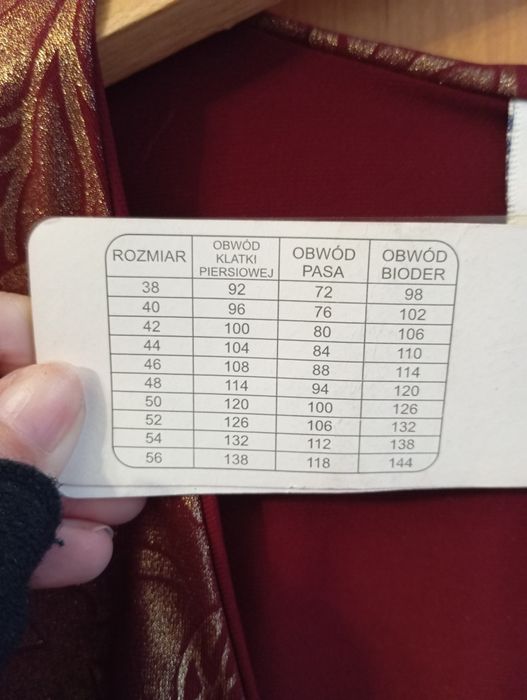 ROZMIAR OBWÓD KLATKI PIERSIOWEJ OBWÓD PASA OBWÓD BIODER
38 92 72 98
40 96 76 102
42 100 80 106
44 104 84 110
46 108 88 114
48 114 94 120
50 120 100 126
52 126 106 132
54 132 112 138
56 138 118 144